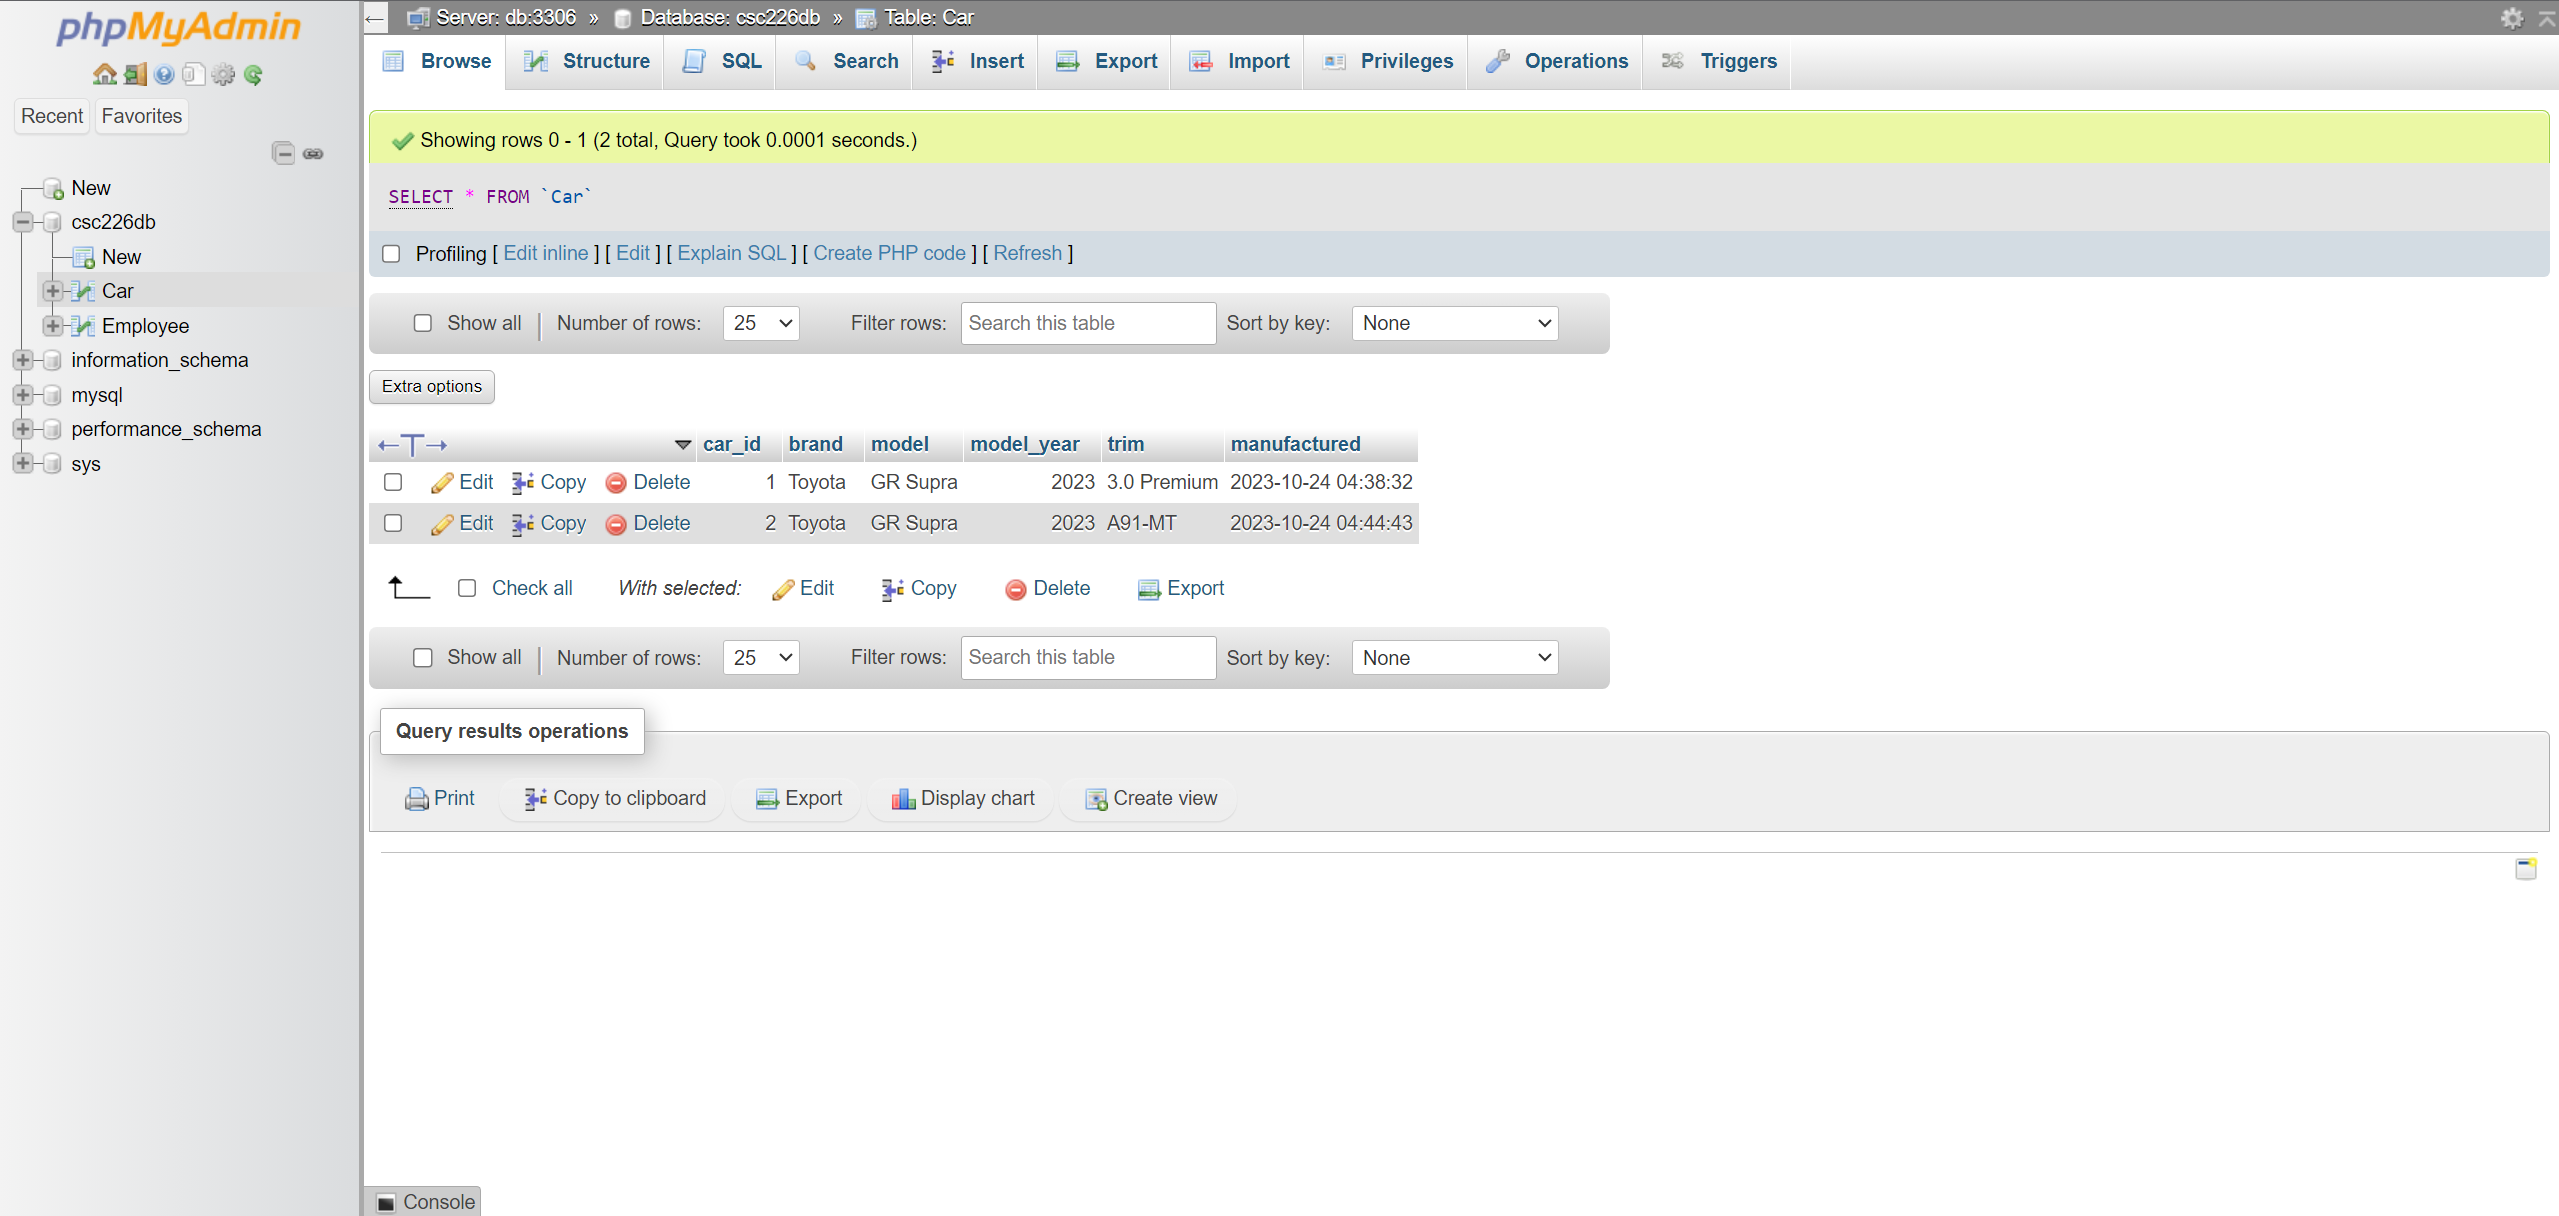 phpMyAdmin
Recent Favorites
New
csc226db
New
Car
Employee
information_schema
mysql
performance_schema
sys
Server: db:3306 » Database: csc226db » Table: Car
Browse Structure SQL Search Insert Export Import Privileges Operations Triggers
Showing rows 0 - 1 (2 total, Query took 0.0001 seconds.)
SELECT * FROM `Car`
Profiling [ Edit inline ] [ Edit ] [ Explain SQL ] [ Create PHP code ] [ Refresh ]
Show all | Number of rows: 25 Filter rows: Search this table Sort by key: None
Extra options
←T→ car_id brand model model_year trim manufactured
Edit Copy Delete 1 Toyota GR Supra 2023 3.0 Premium 2023-10-24 04:38:32
Edit Copy Delete 2 Toyota GR Supra 2023 A91-MT 2023-10-24 04:44:43
Check all With selected: Edit Copy Delete Export
Show all | Number of rows: 25 Filter rows: Search this table Sort by key: None
Query results operations
Print Copy to clipboard Export Display chart Create view
Console